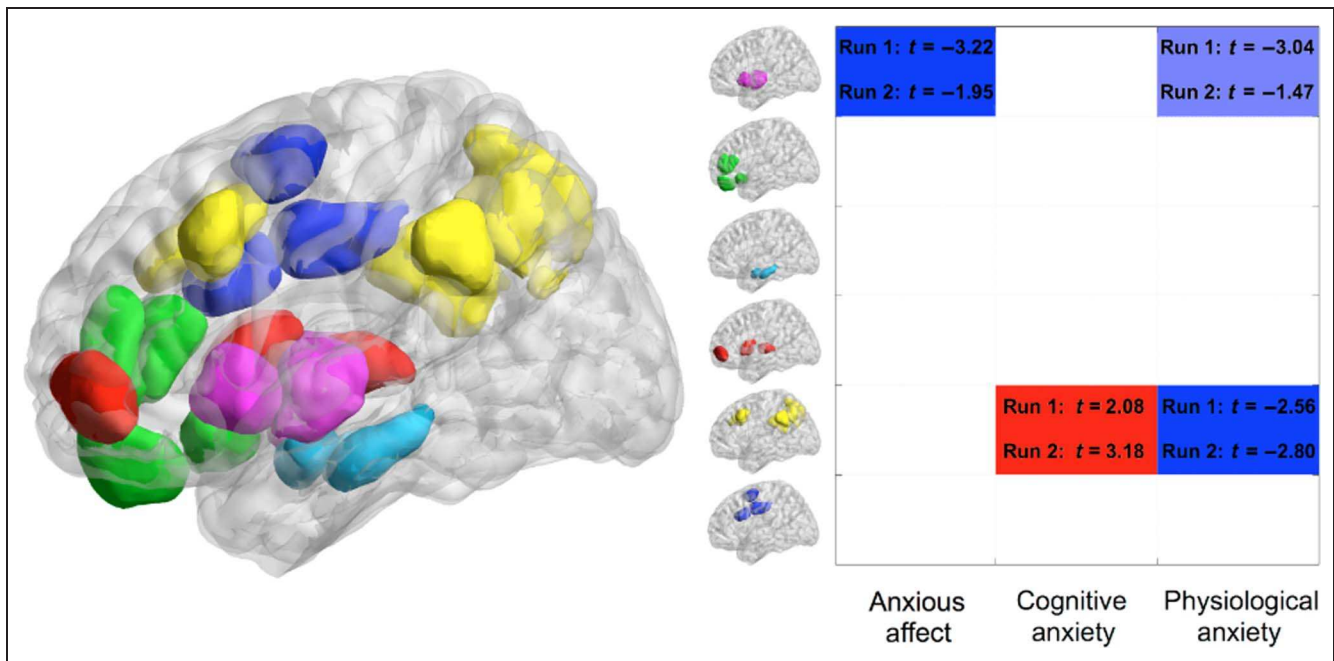 Run 1: t = −3.22
Run 2: t = −1.95
Run 1: t = −3.04
Run 2: t = −1.47
Run 1: t = 2.08
Run 2: t = 3.18
Run 1: t = −2.56
Run 2: t = −2.80
Anxious
affect
Cognitive
anxiety
Physiological
anxiety